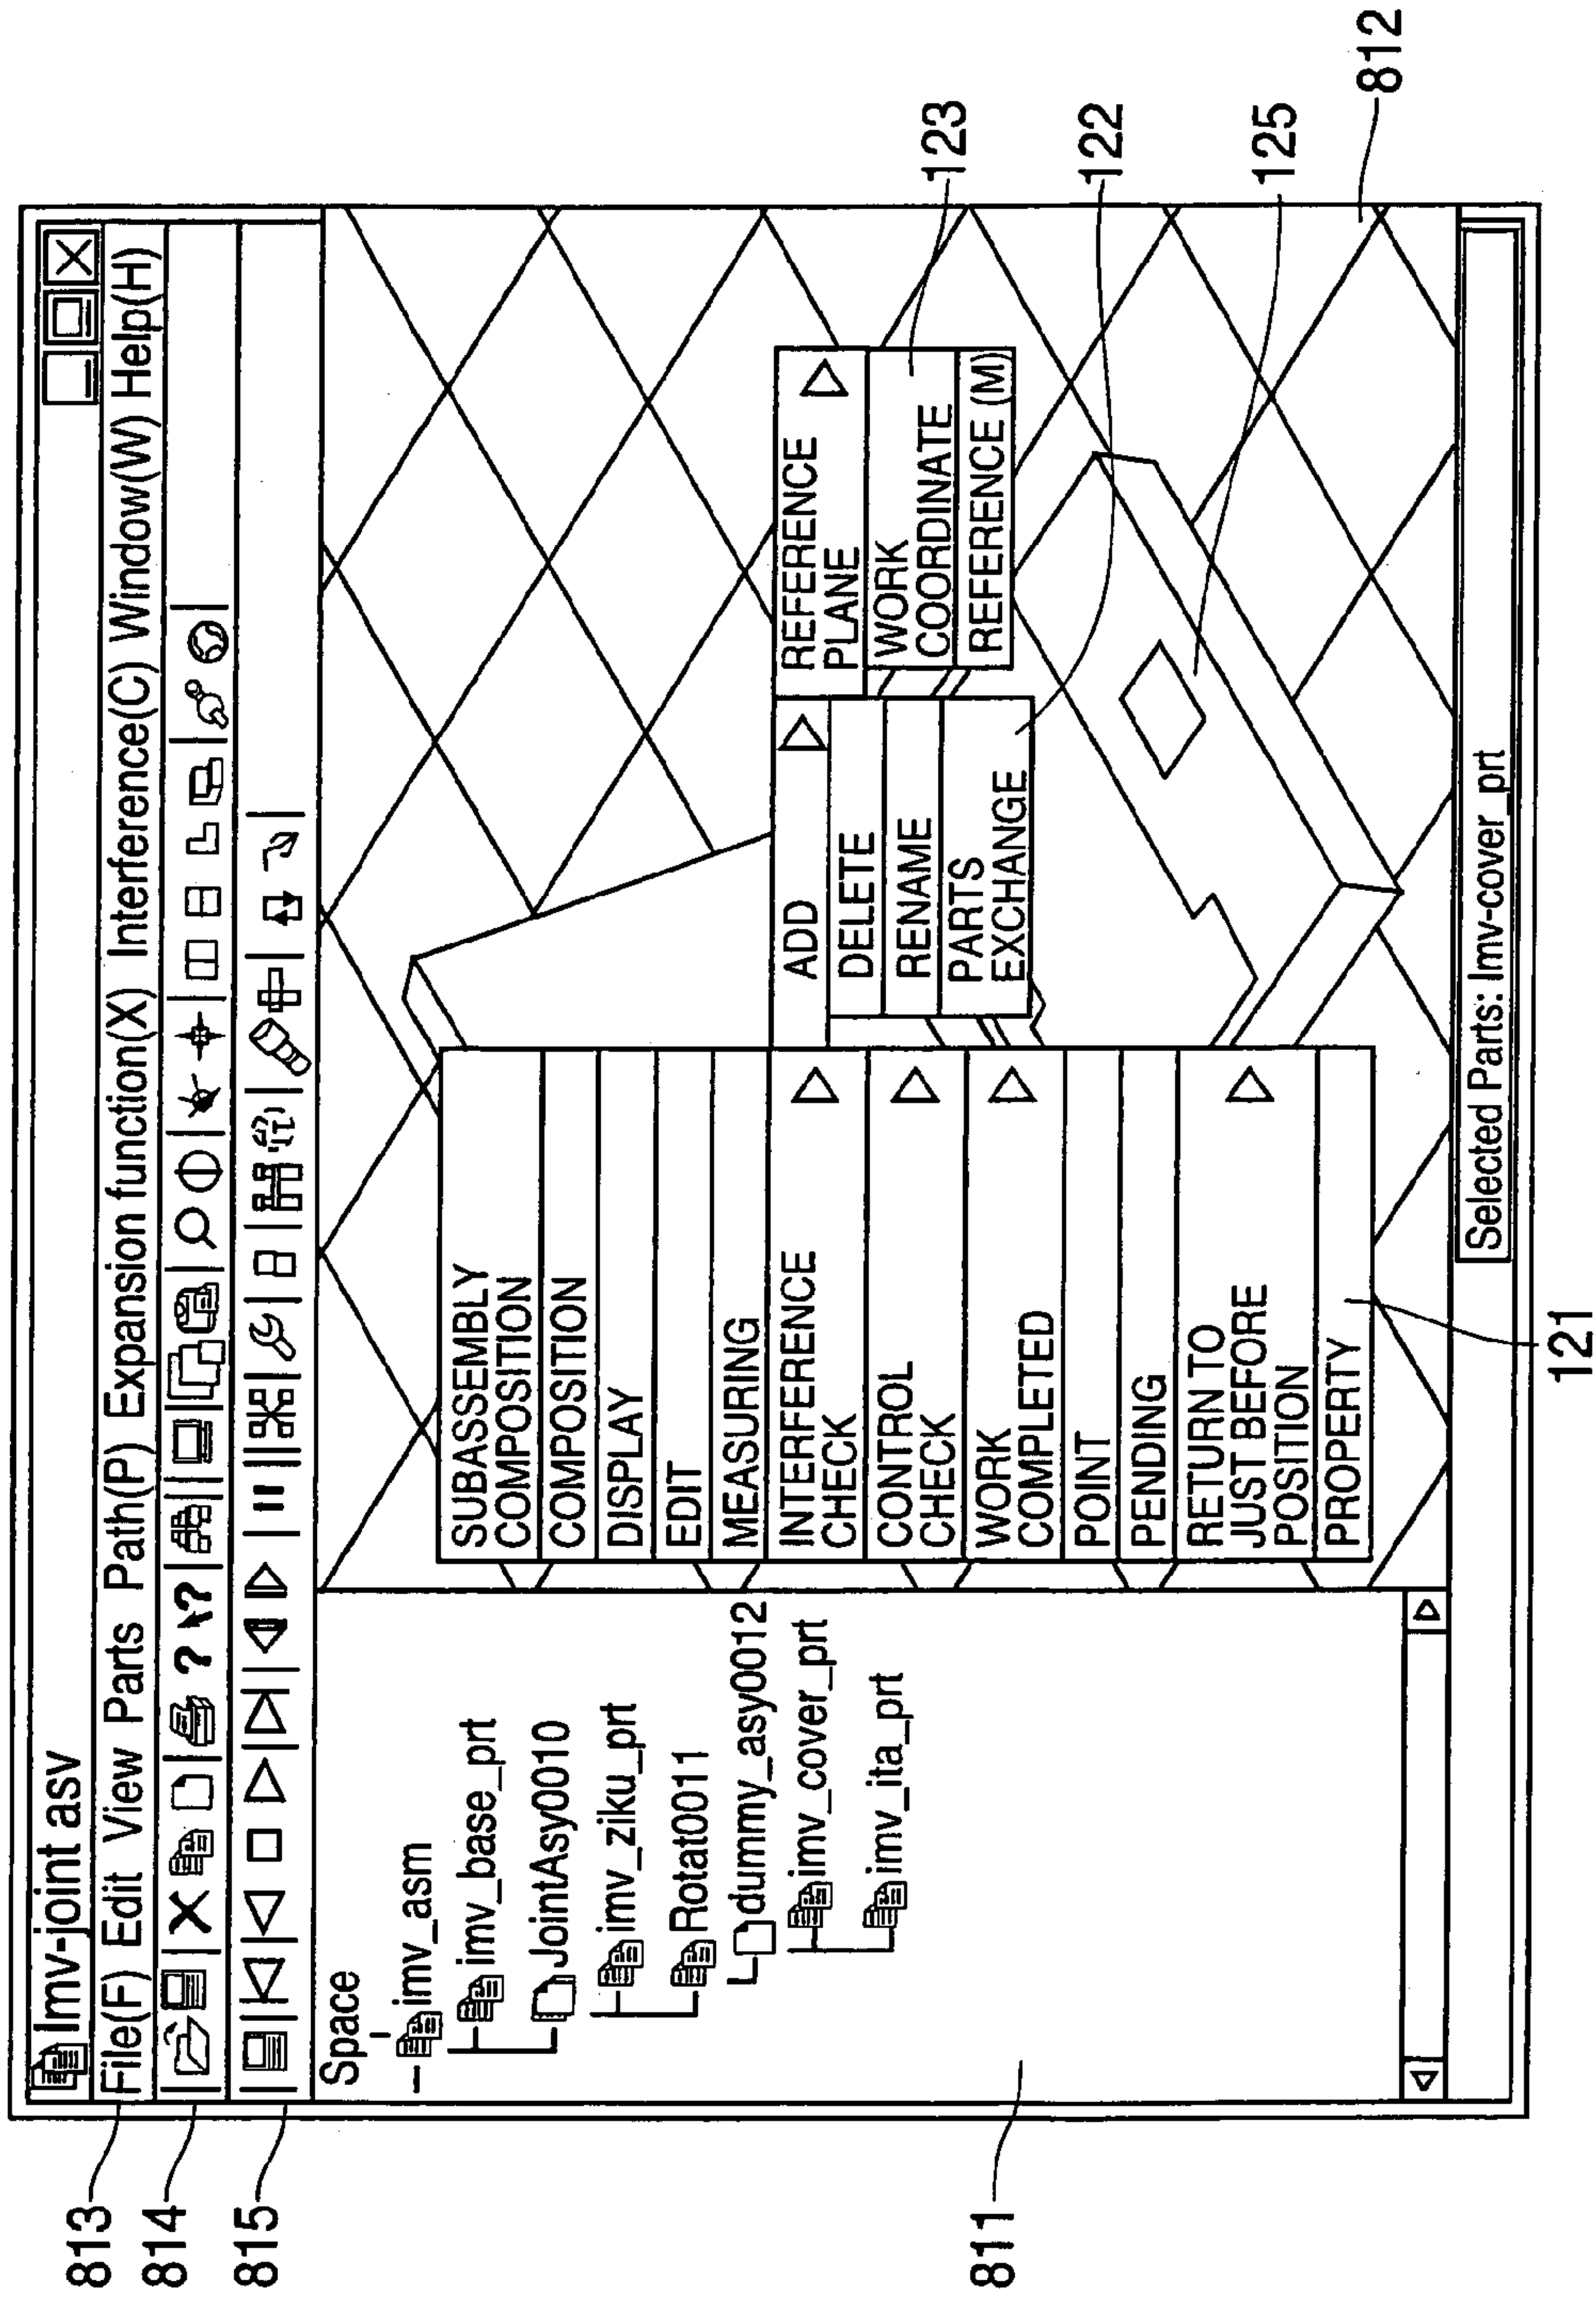 Imv-joint asv
File(F) Edit View Parts Path(P) Expansion function(X) Interference(C) Window(W) Help(H)
813
814
815
Space
imv_asm
imv_base_prt
JointAsy0010
imv_ziku_prt
Rotat0011
dummy_asy0012
imv_cover_prt
imv_ita_prt
811
SUBASSEMBLY
COMPOSITION
COMPOSITION
DISPLAY
EDIT
MEASURING
INTERFERENCE
CHECK
CONTROL
CHECK
WORK
COMPLETED
POINT
PENDING
RETURN TO
JUST BEFORE
POSITION
PROPERTY
121
ADD
DELETE
RENAME
PARTS
EXCHANGE
REFERENCE
PLANE
WORK
COORDINATE
REFERENCE (M)
123
122
125
812
Selected Parts: Imv-cover_prt